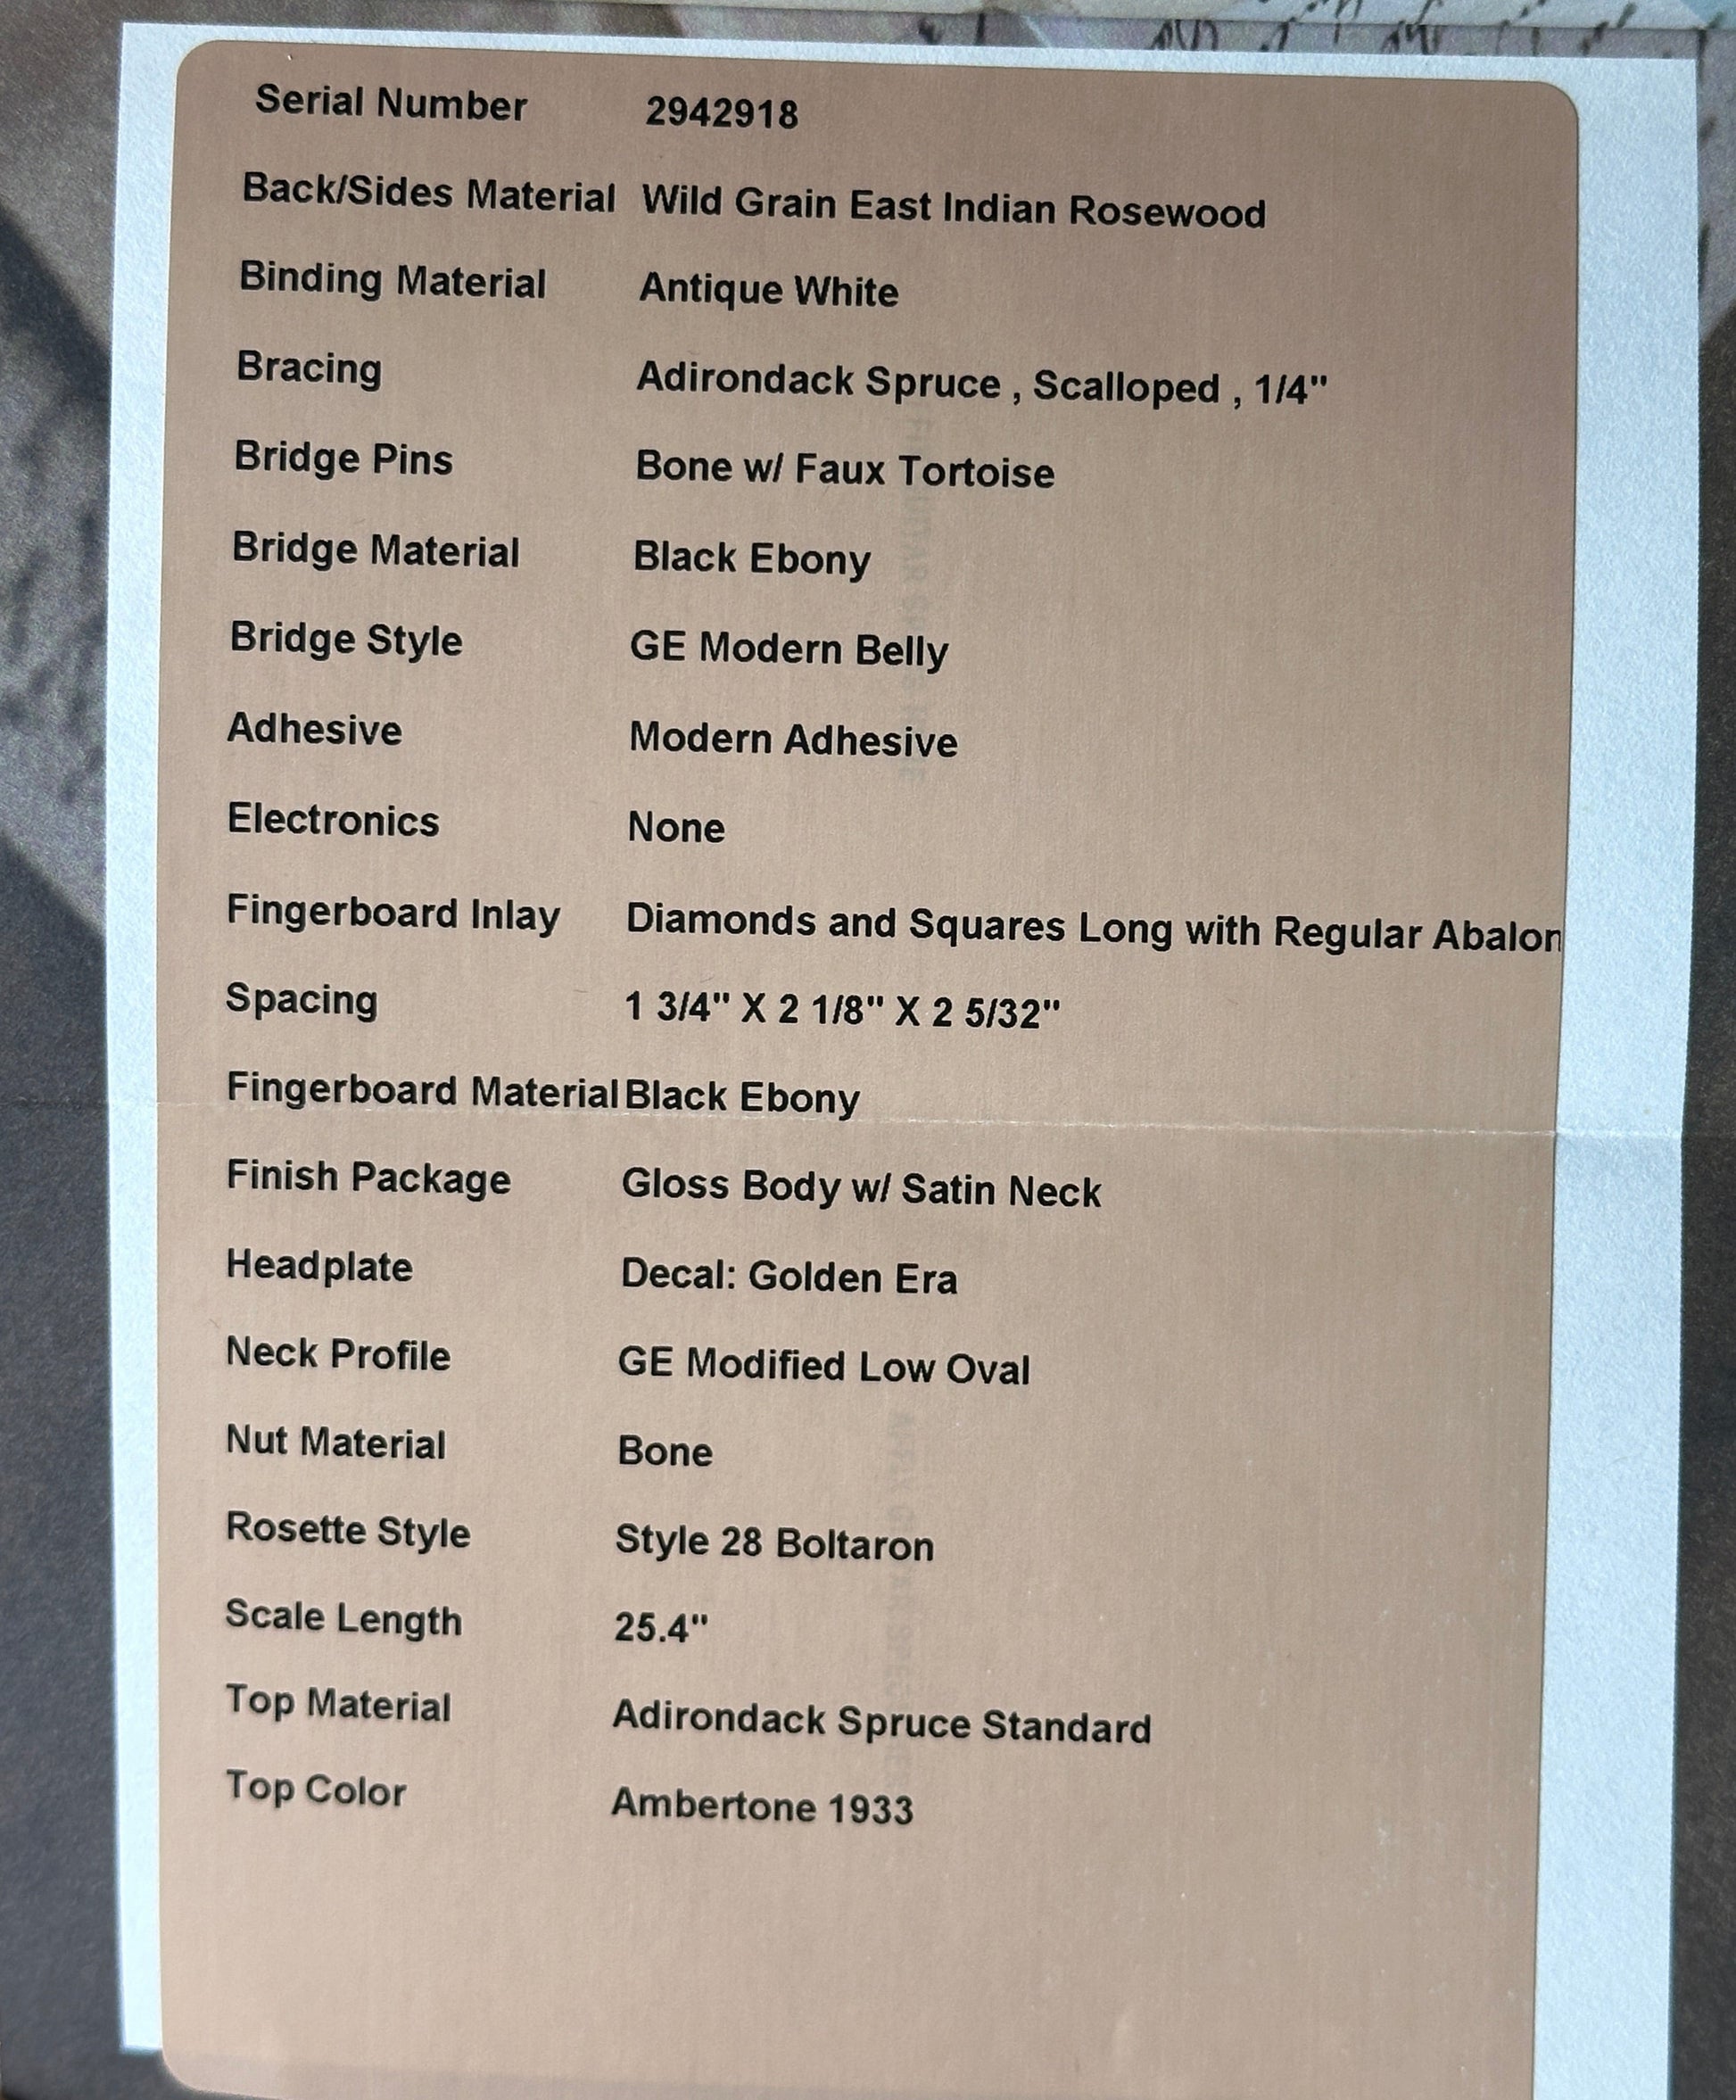 Serial Number 2942918
Back/Sides Material Wild Grain East Indian Rosewood
Binding Material Antique White
Bracing Adirondack Spruce , Scalloped , 1/4"
Bridge Pins Bone w/ Faux Tortoise
Bridge Material Black Ebony
Bridge Style GE Modern Belly
Adhesive Modern Adhesive
Electronics None
Fingerboard Inlay Diamonds and Squares Long with Regular Abalon
Spacing 1 3/4" X 2 1/8" X 2 5/32"
Fingerboard Material Black Ebony
Finish Package Gloss Body w/ Satin Neck
Headplate Decal: Golden Era
Neck Profile GE Modified Low Oval
Nut Material Bone
Rosette Style Style 28 Boltaron
Scale Length 25.4"
Top Material Adirondack Spruce Standard
Top Color Ambertone 1933